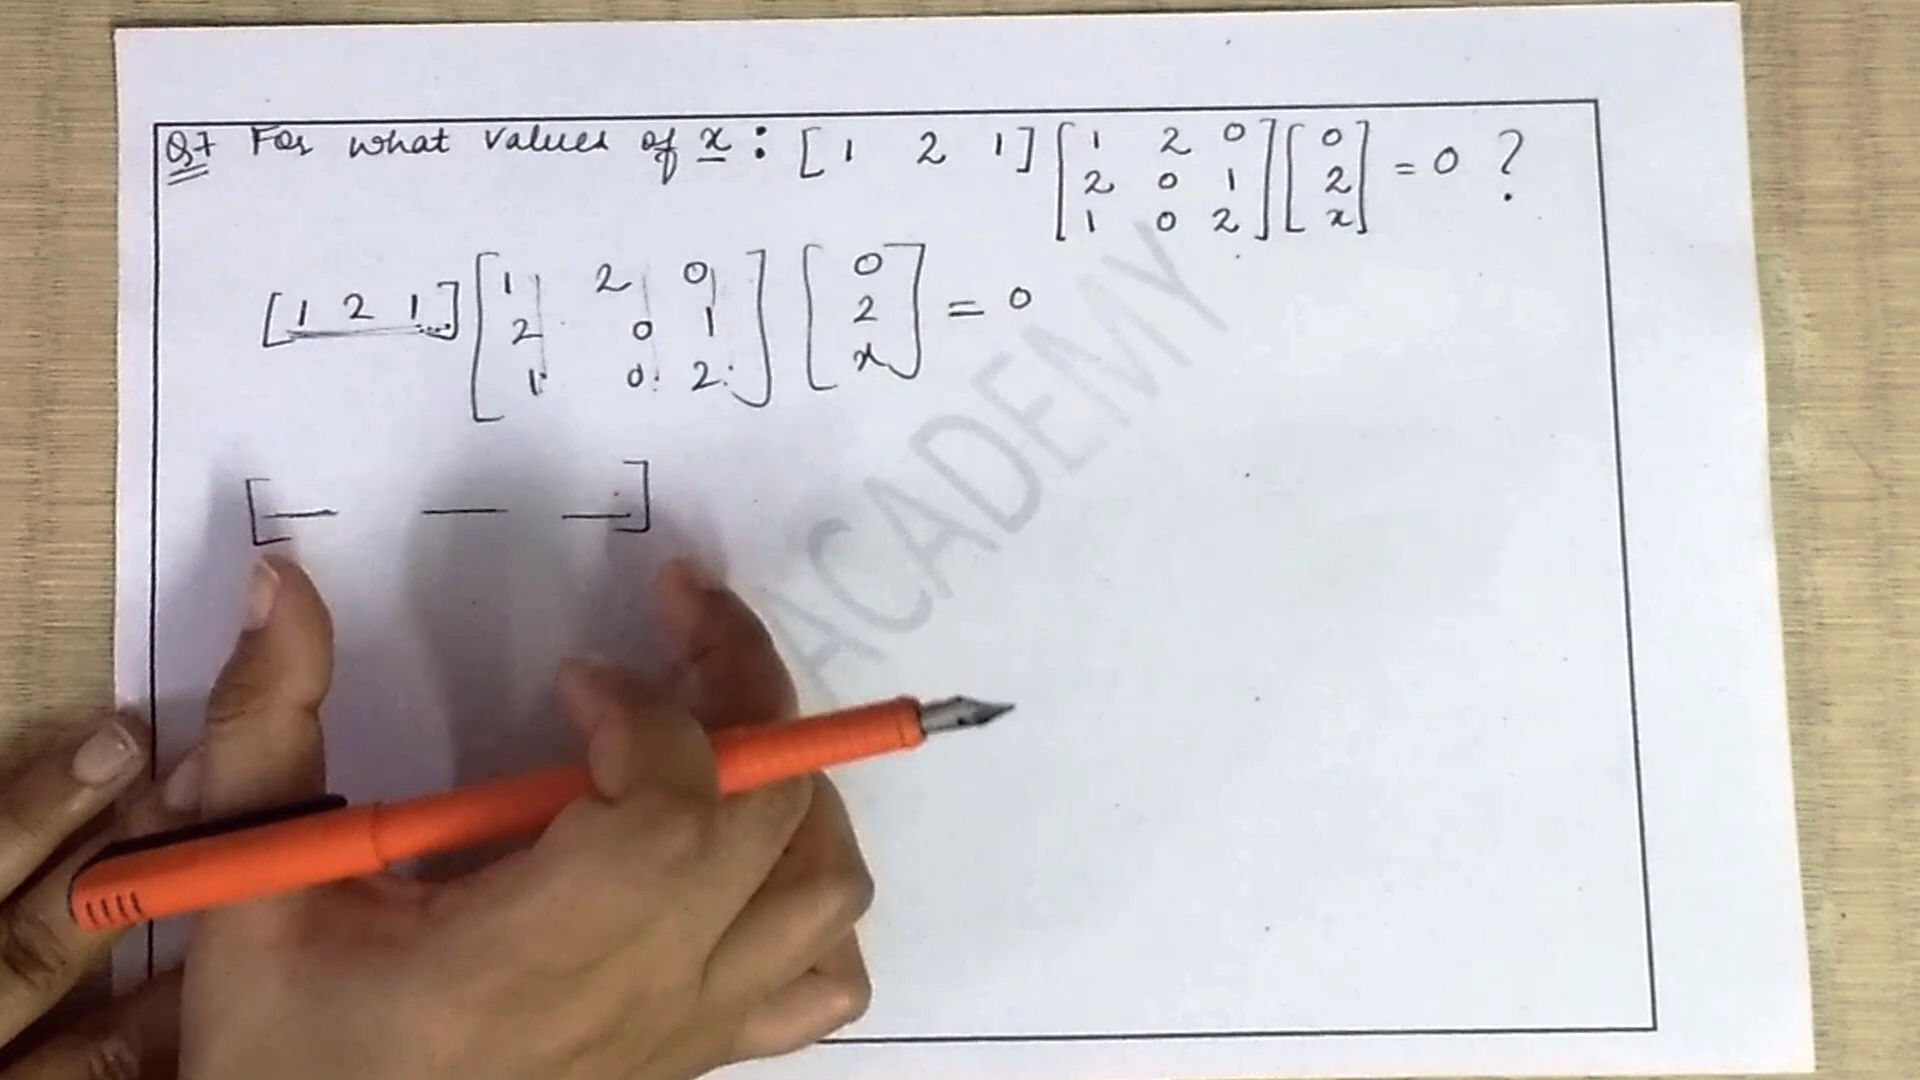 Q7 For what values of x : [ 1 2 1 ] [ 1 2 0 ] [ 0 ] = 0 ?
2 0 1 2
1 0 2 x
[ 1 2 1 ] [ 1 2 0 ] [ 0 ] = 0
2 0 1 2
1 0 2 x
[ — — — ]
ACADEMY